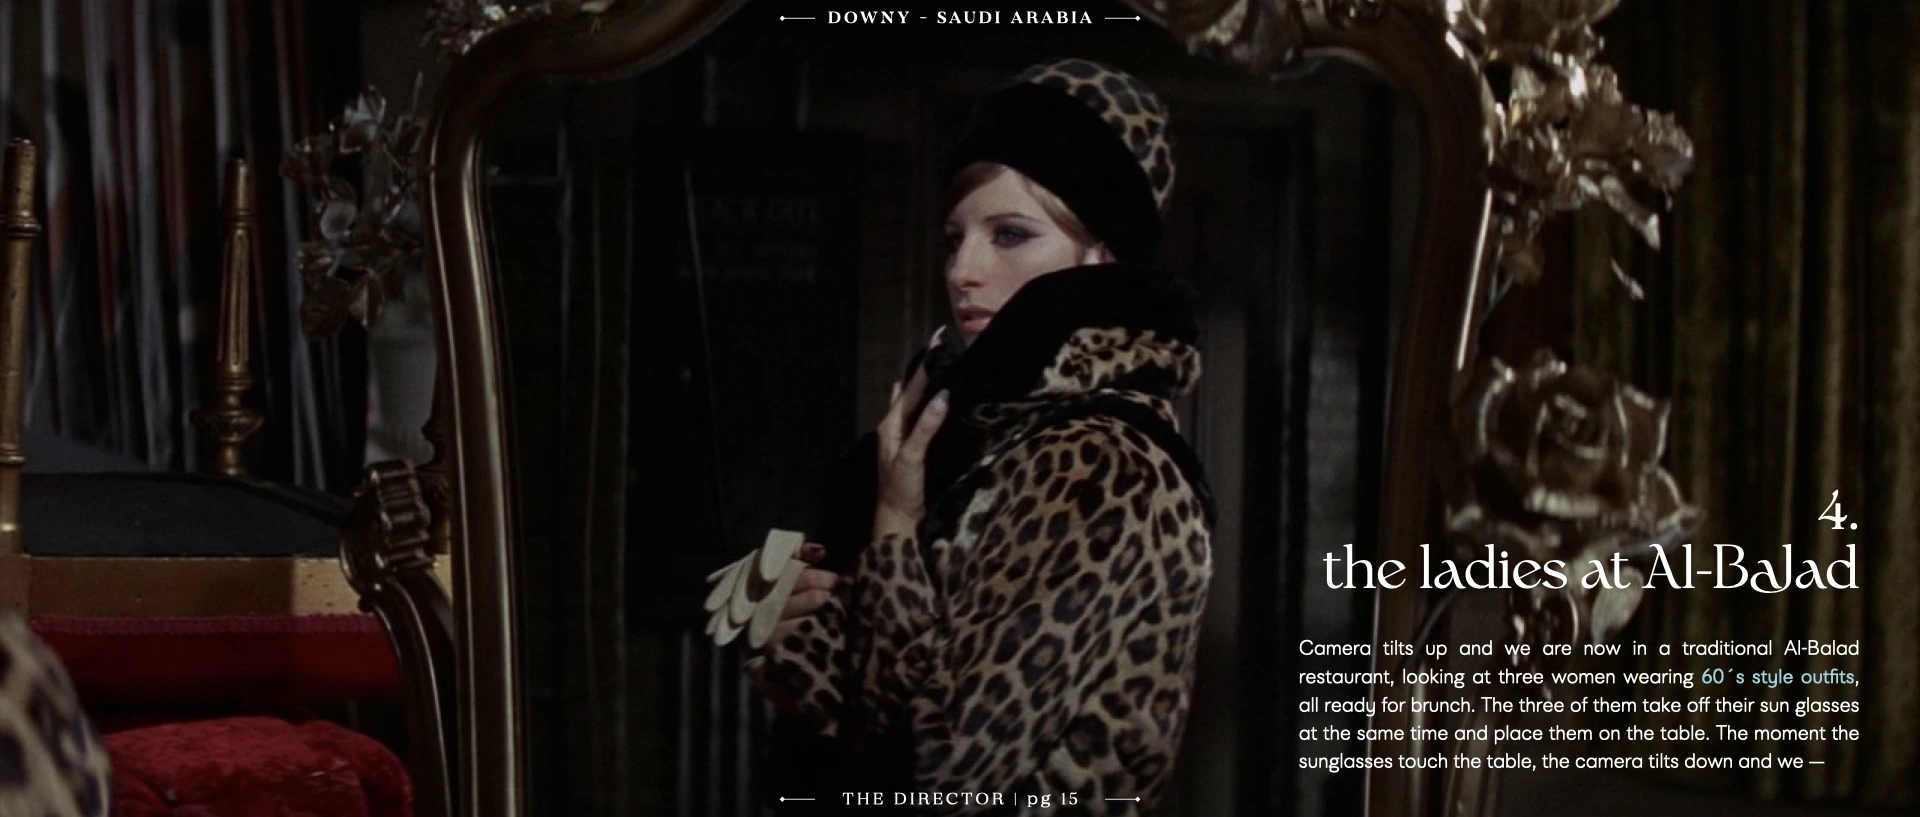 DOWNY - SAUDI ARABIA
4.
the ladies at Al-Balad
Camera tilts up and we are now in a traditional Al-Balad
restaurant, looking at three women wearing 60´s style outfits,
all ready for brunch. The three of them take off their sun glasses
at the same time and place them on the table. The moment the
sunglasses touch the table, the camera tilts down and we —
THE DIRECTOR | pg 15